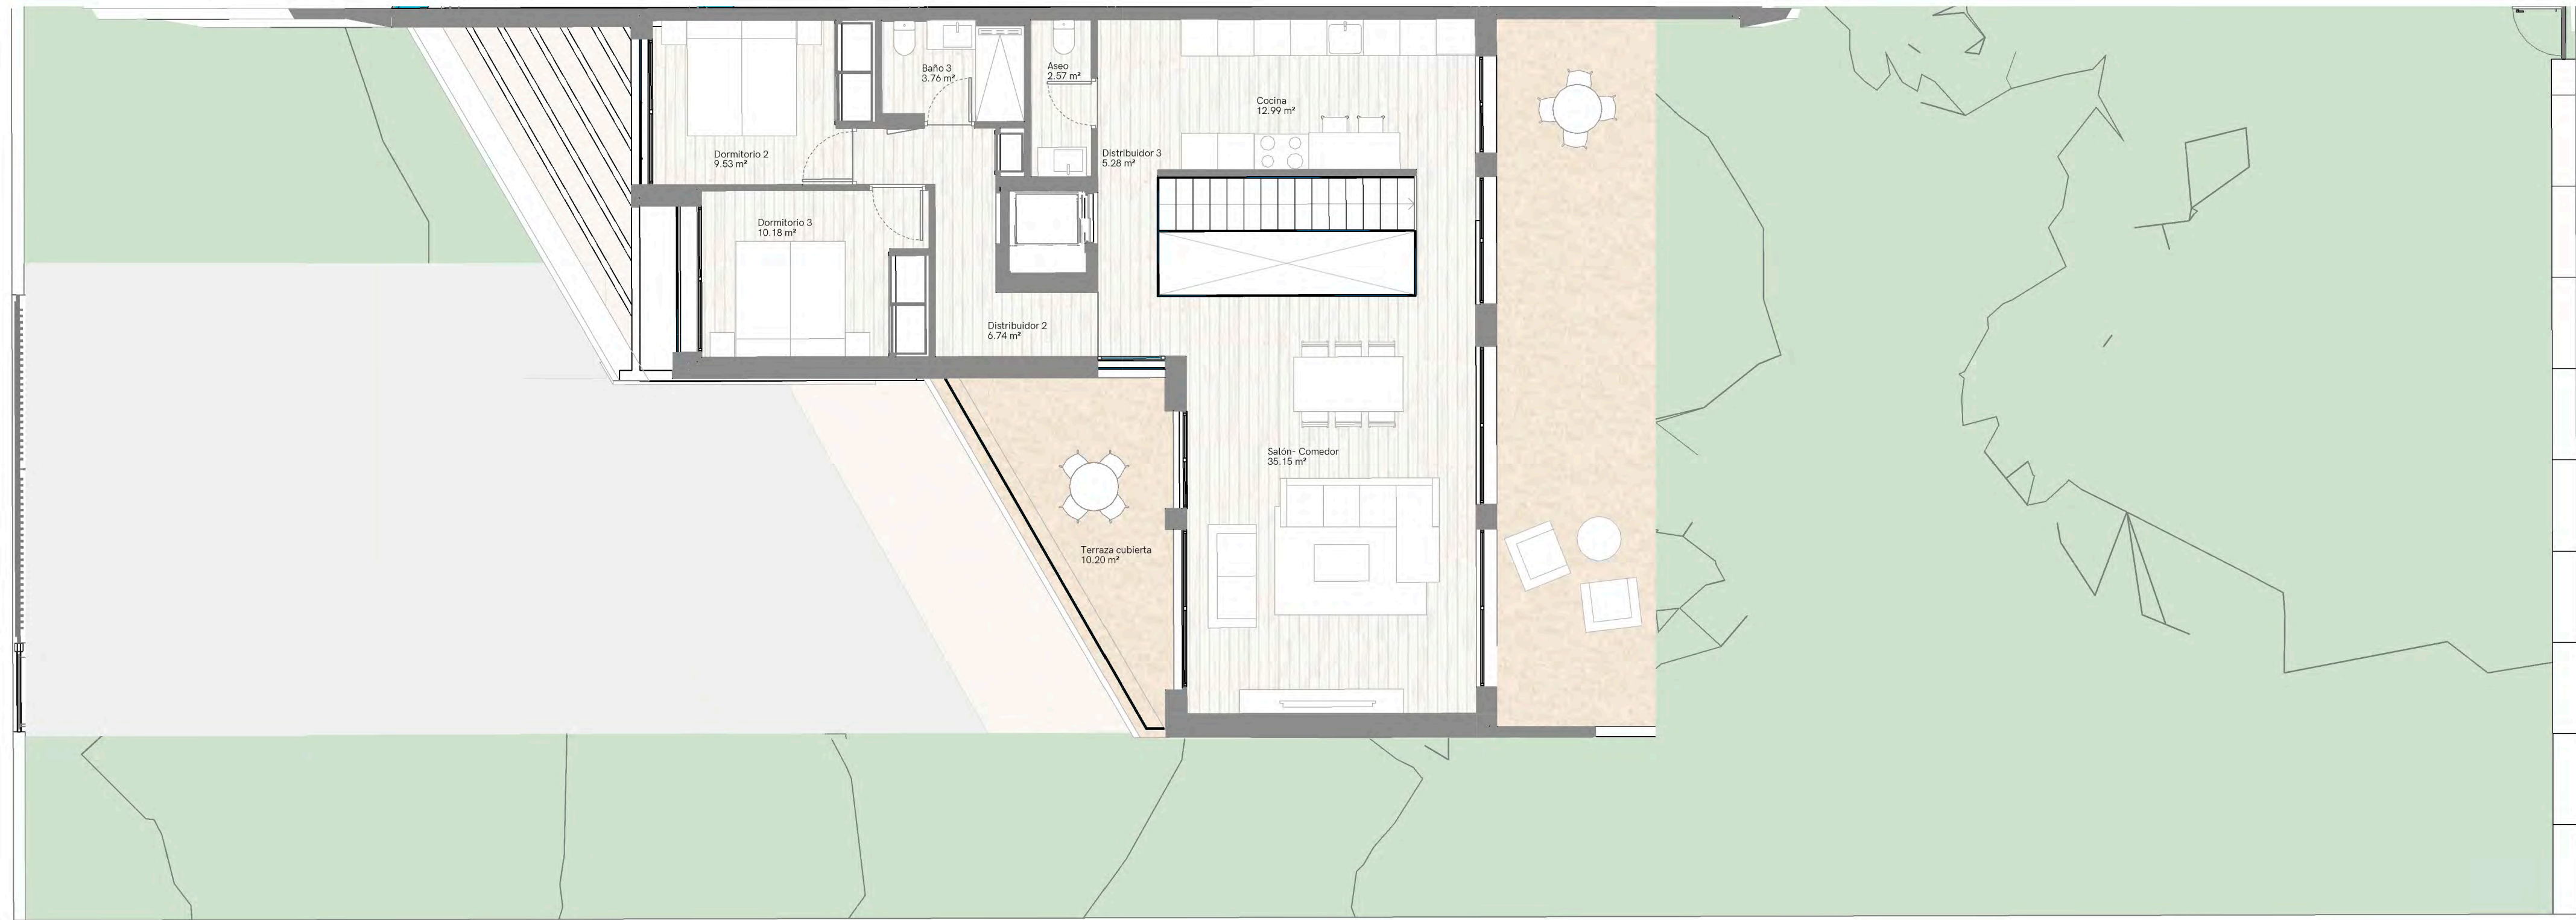 Baño 3
3.76 m²
Aseo
2.57 m²
Cocina
12.99 m²
Dormitorio 2
9.53 m²
Distribuidor 3
5.28 m²
Dormitorio 3
10.18 m²
Distribuidor 2
6.74 m²
Salón- Comedor
35.15 m²
Terraza cubierta
10.20 m²